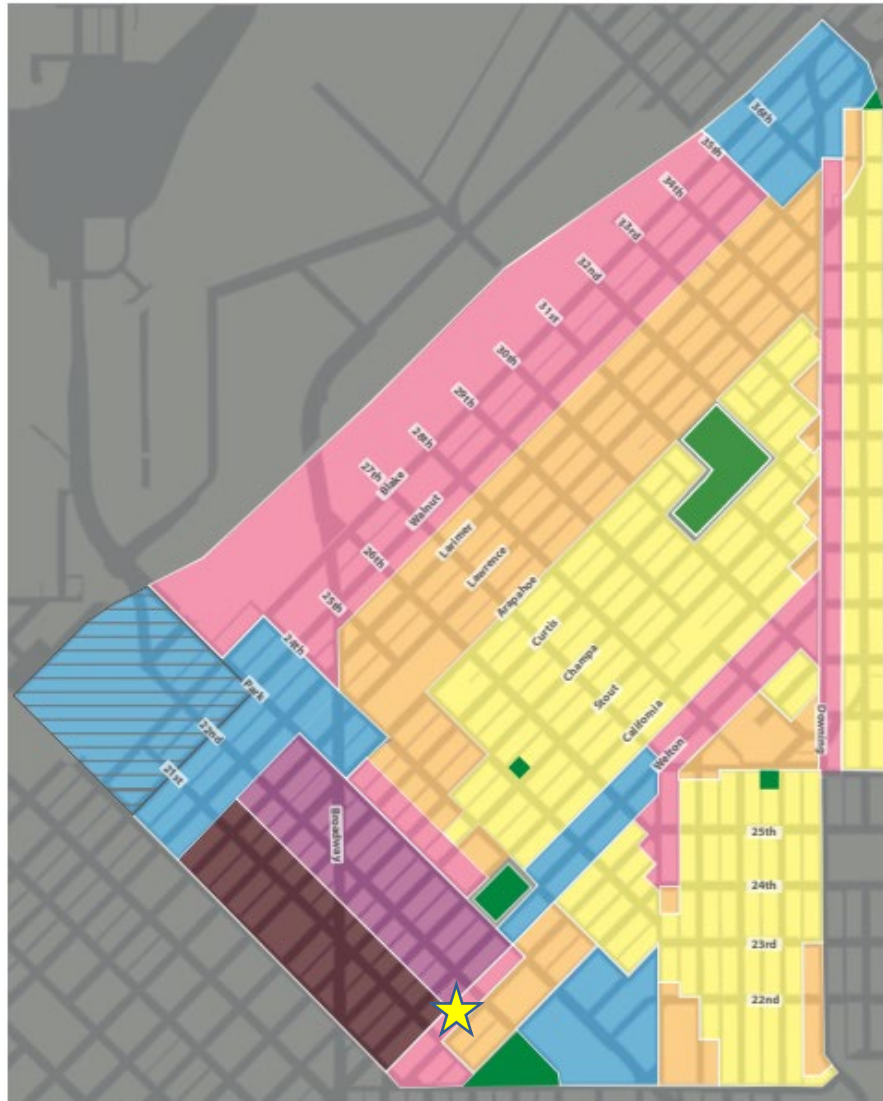 36th
35th
34th
33rd
32nd
31st
30th
29th
28th
27th
Blake
Walnut
Larimer
26th
Lawrence
Arapahoe
25th
Curtis
24th
Champa
Park
Stout
California
22nd
Downing
Welton
21st
Broadway
25th
24th
23rd
22nd